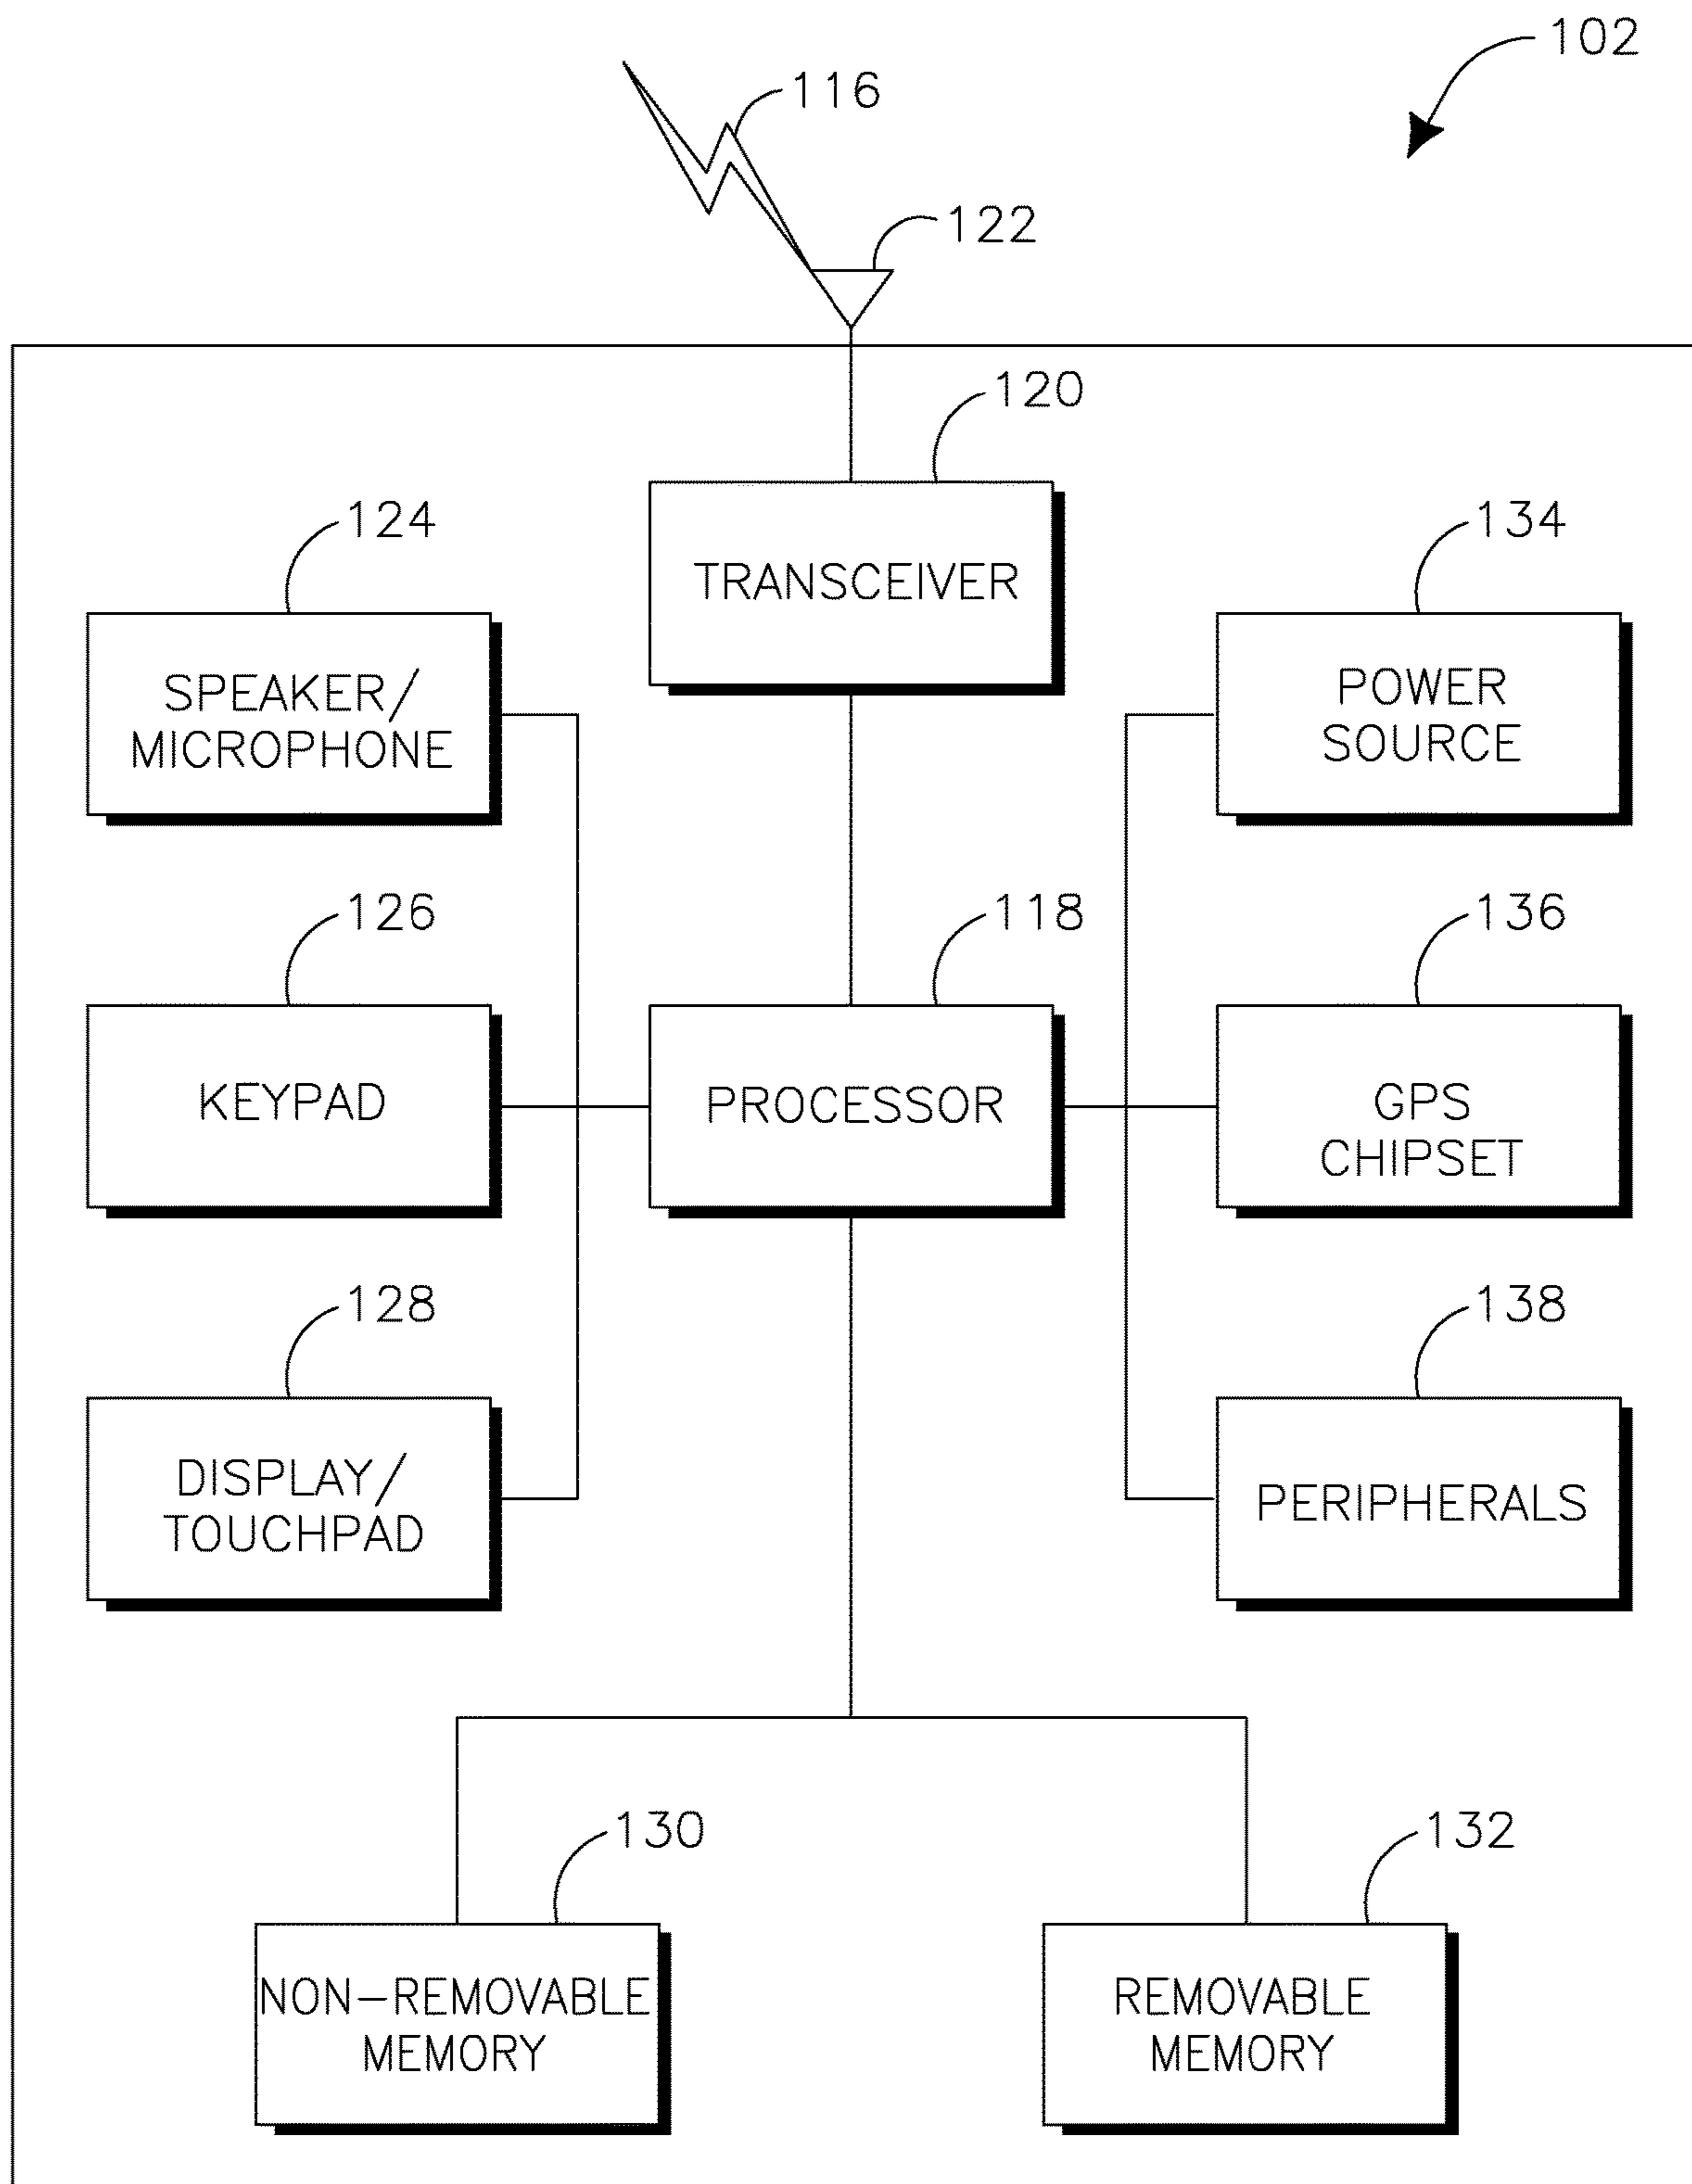 102
116
122
120
TRANSCEIVER
124
SPEAKER/
MICROPHONE
134
POWER
SOURCE
126
KEYPAD
118
PROCESSOR
136
GPS
CHIPSET
128
DISPLAY/
TOUCHPAD
138
PERIPHERALS
130
NON-REMOVABLE
MEMORY
132
REMOVABLE
MEMORY